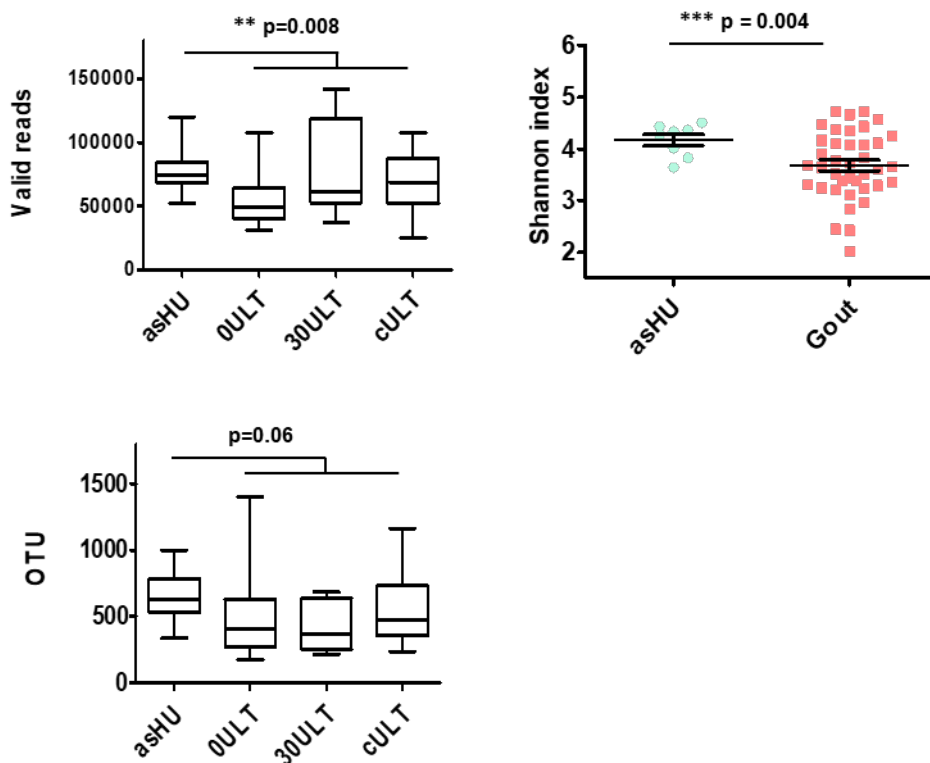 ** p=0.008
Valid reads
150000
100000
50000
0
asHU
0ULT
30ULT
cULT
*** p = 0.004
Shannon index
6
5
4
3
2
asHU
Gout
p=0.06
OTU
1500
1000
500
0
asHU
0ULT
30ULT
cULT